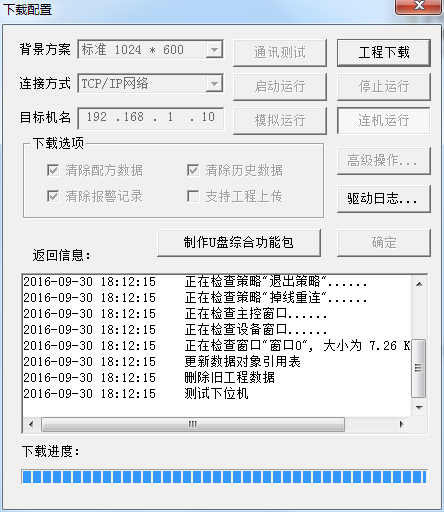 下载配置
背景方案 标准 1024 * 600 通讯测试 工程下载
连接方式 TCP/IP网络 启动运行 停止运行
目标机名 192 .168 . 1 . 10 模拟运行 连机运行
下载选项
清除配方数据 清除历史数据 高级操作...
清除报警记录 支持工程上传 驱动日志...
制作U盘综合功能包 确定
返回信息:
2016-09-30 18:12:15 正在检查策略"退出策略"......
2016-09-30 18:12:15 正在检查策略"掉线重连"......
2016-09-30 18:12:15 正在检查主控窗口......
2016-09-30 18:12:15 正在检查设备窗口......
2016-09-30 18:12:15 正在检查窗口"窗口0", 大小为 7.26 K
2016-09-30 18:12:15 更新数据对象引用表
2016-09-30 18:12:15 删除旧工程数据
2016-09-30 18:12:15 测试下位机
下载进度: